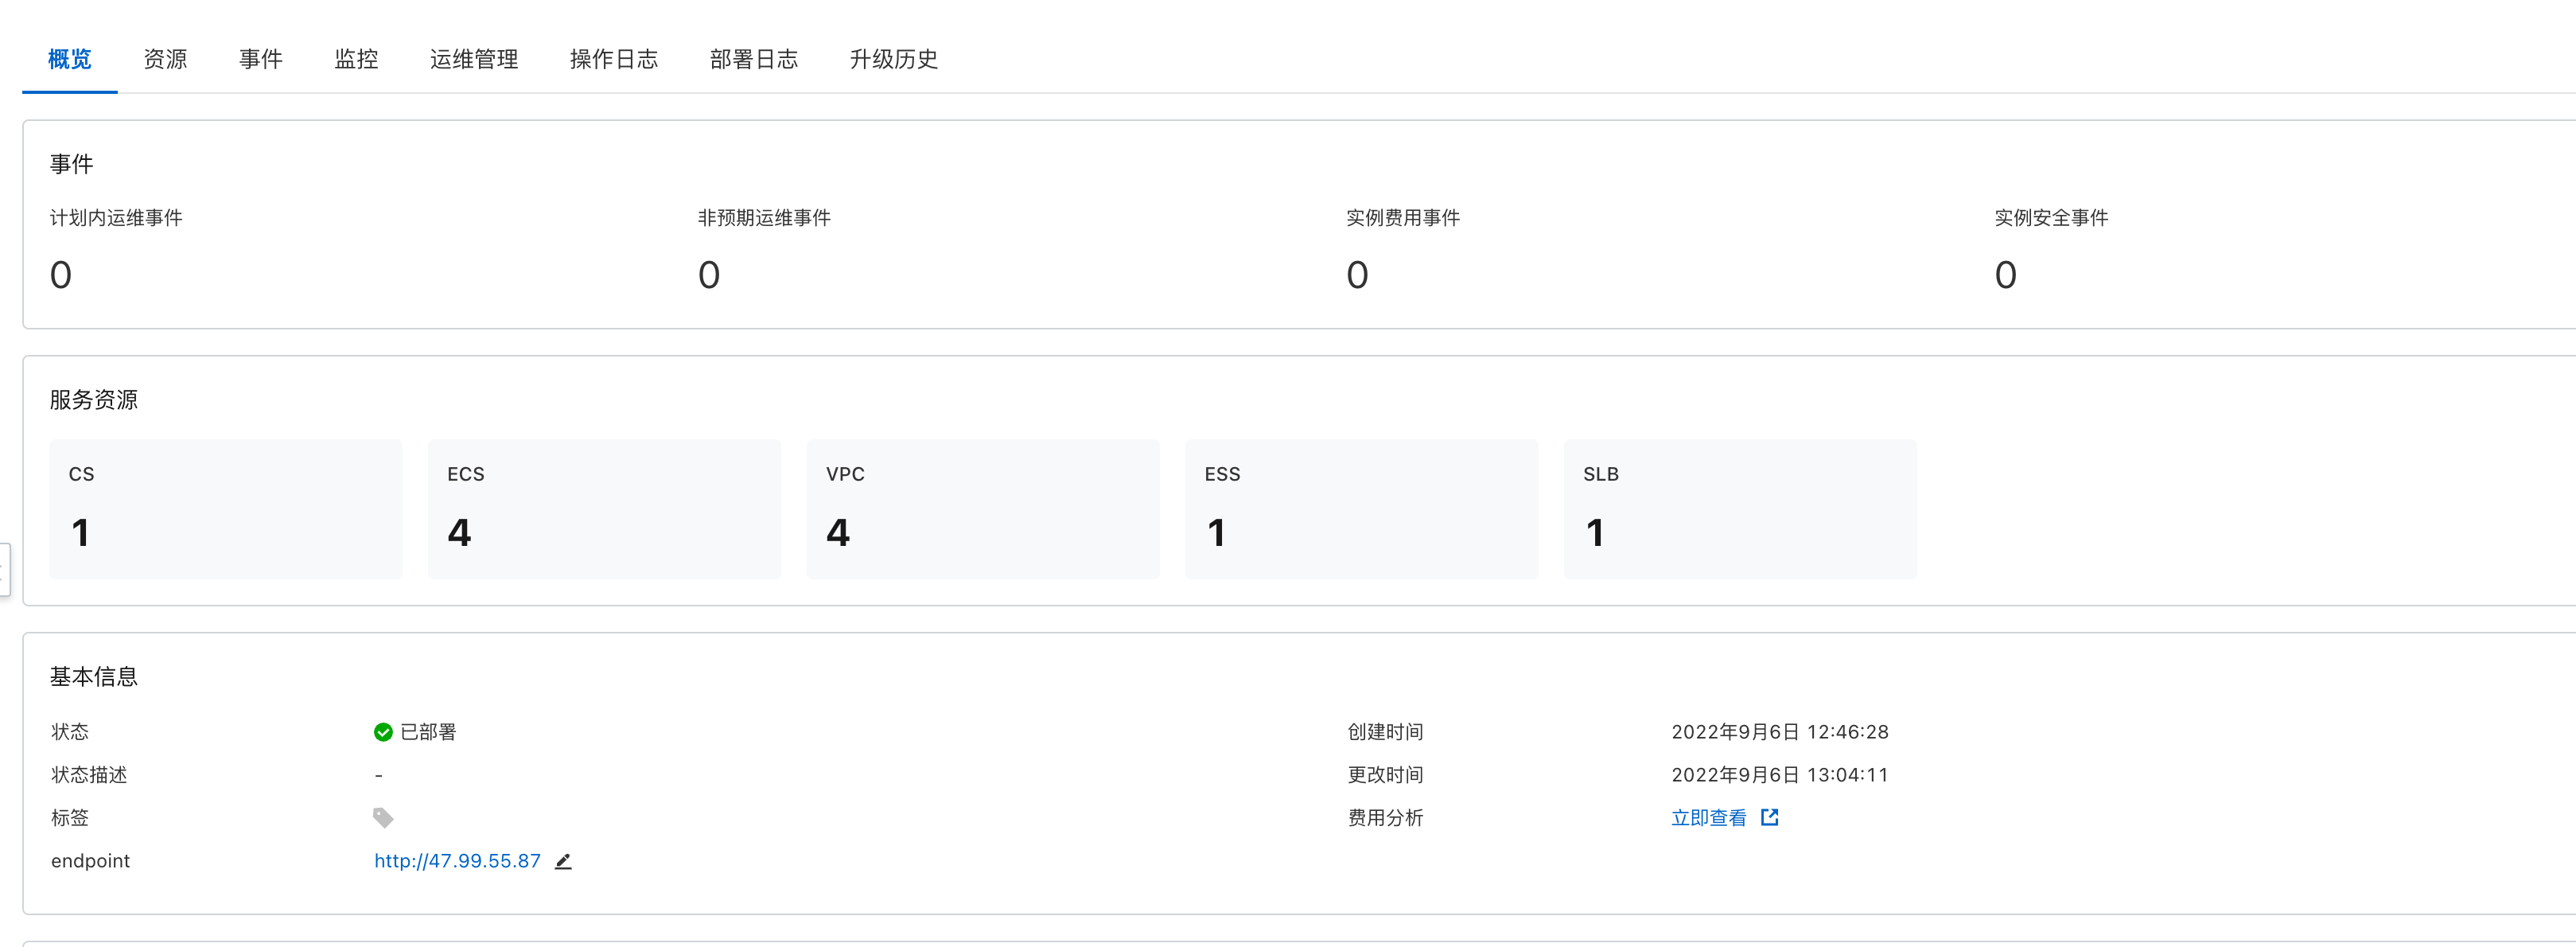 概览 资源 事件 监控 运维管理 操作日志 部署日志 升级历史
事件
计划内运维事件 非预期运维事件 实例费用事件 实例安全事件
0 0 0 0
服务资源
CS ECS VPC ESS SLB
1 4 4 1 1
基本信息
状态 已部署 创建时间 2022年9月6日 12:46:28
状态描述 - 更改时间 2022年9月6日 13:04:11
标签 费用分析 立即查看
endpoint http://47.99.55.87